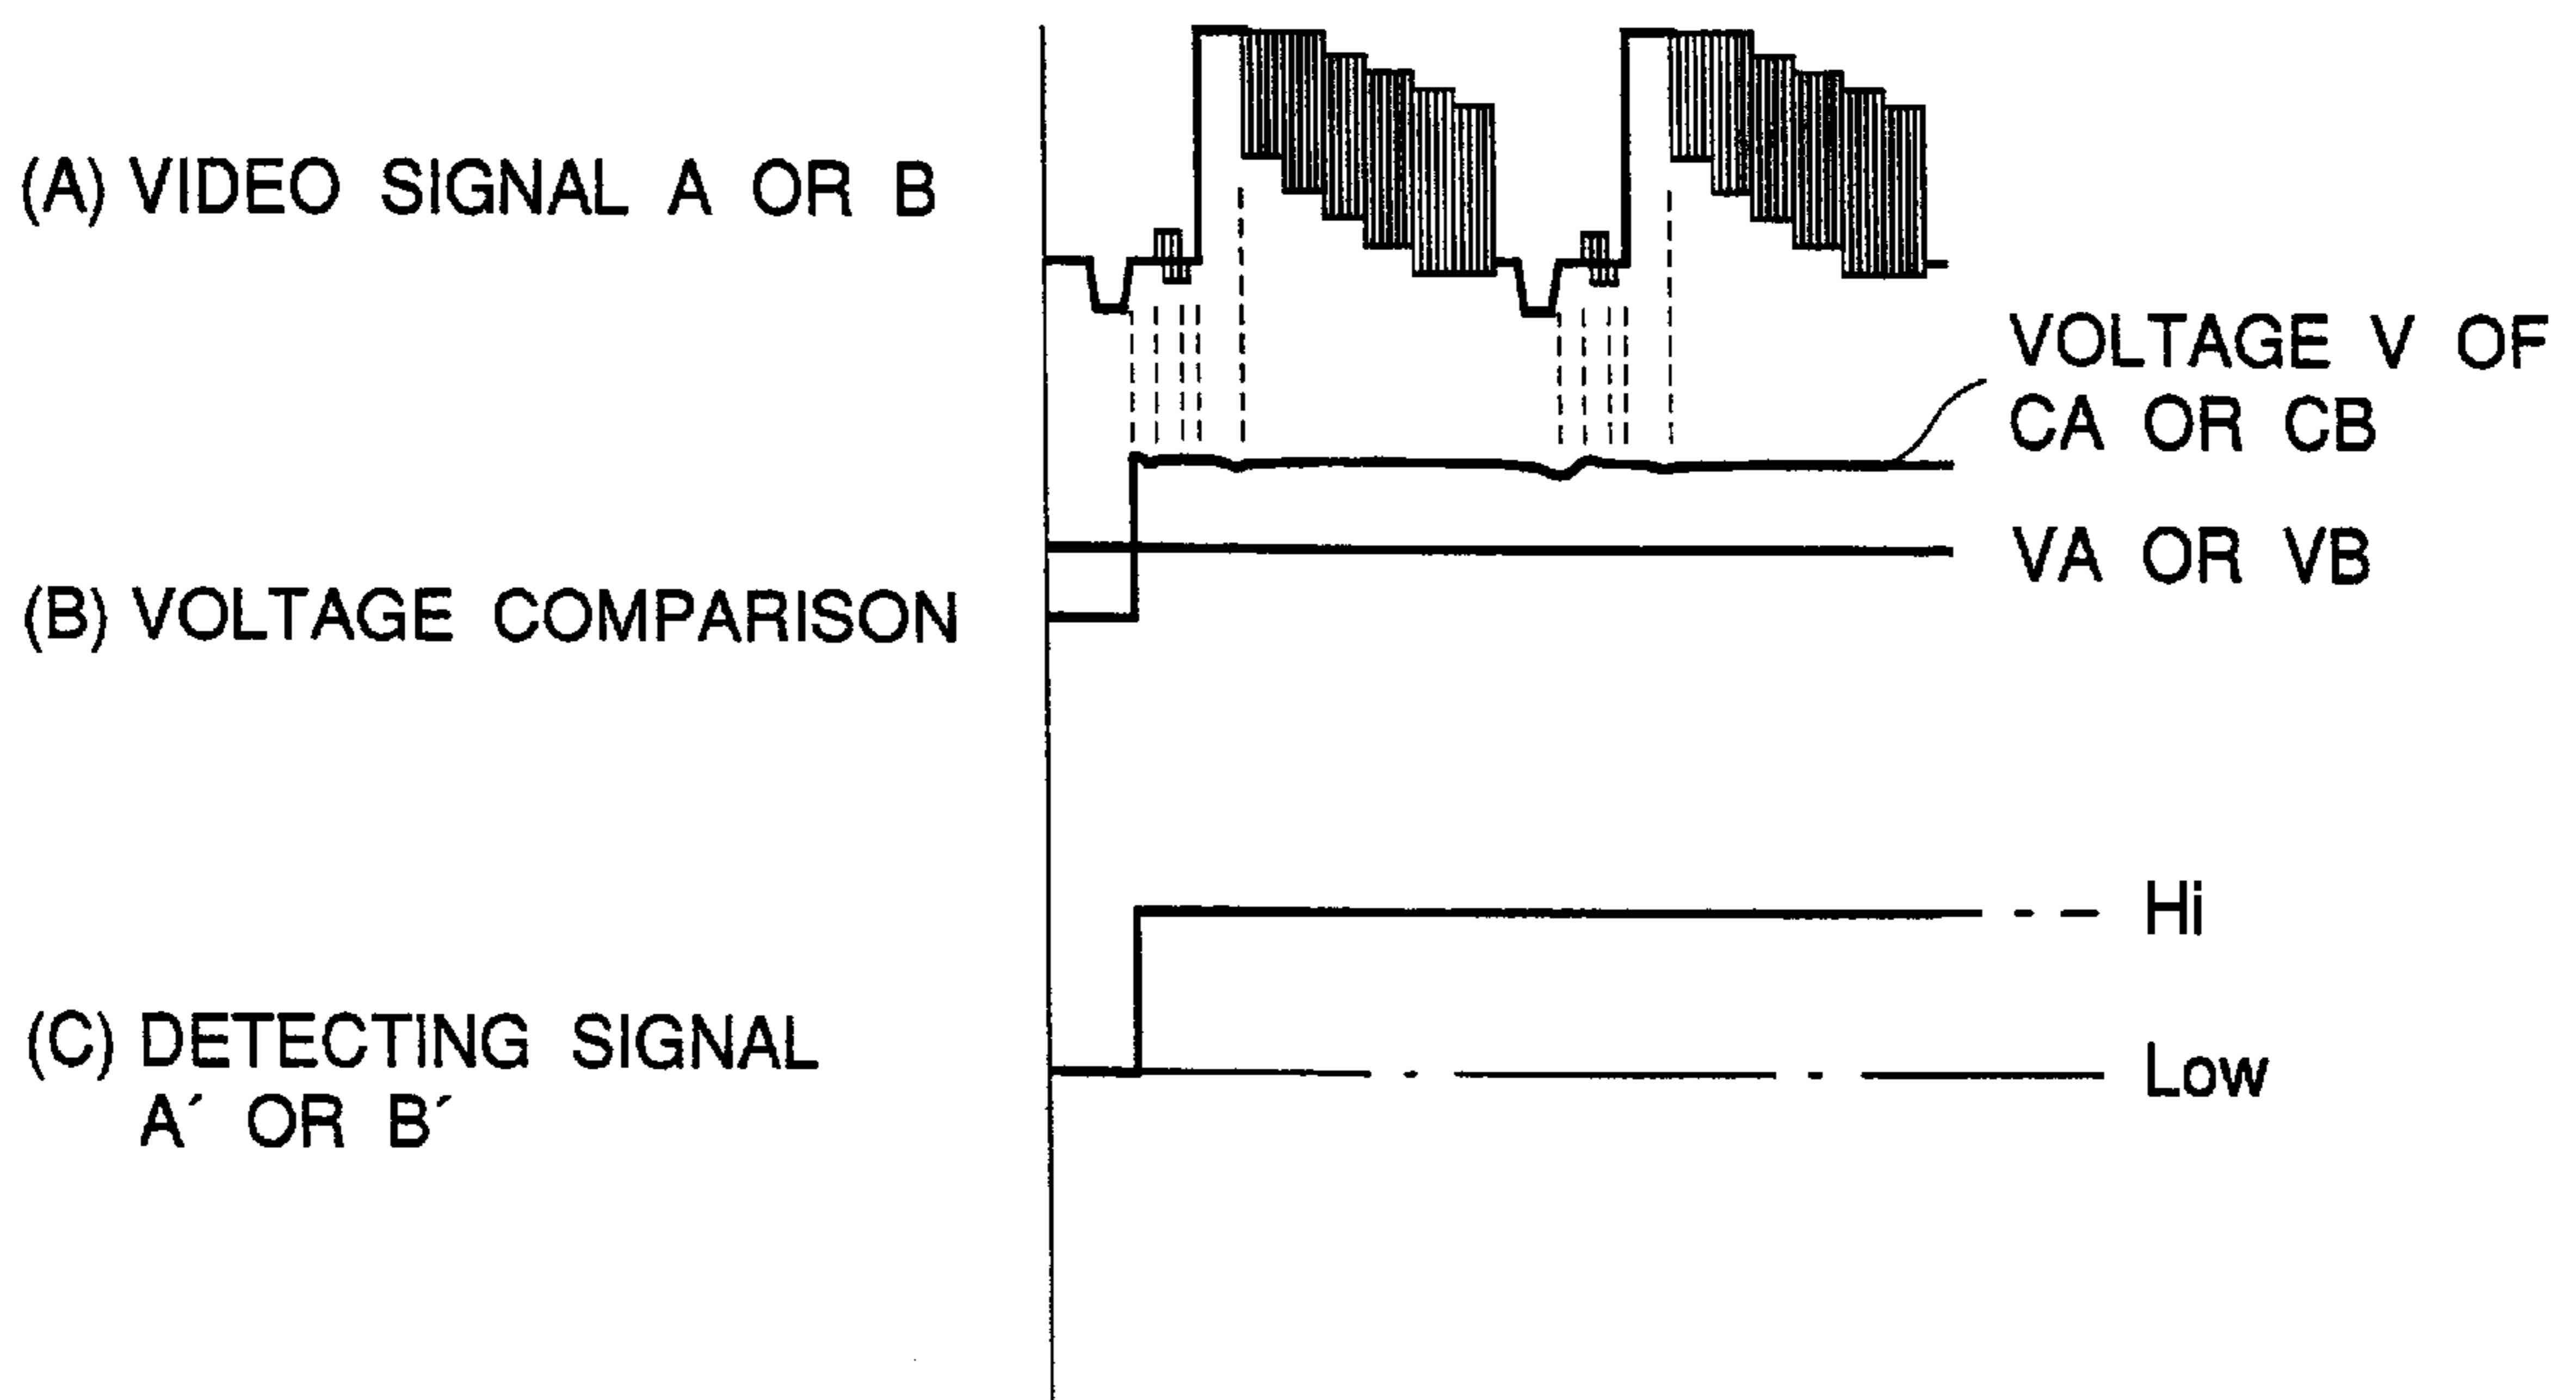 (A) VIDEO SIGNAL A OR B
VOLTAGE V OF
CA OR CB
VA OR VB
(B) VOLTAGE COMPARISON
Hi
(C) DETECTING SIGNAL
A´ OR B´
Low